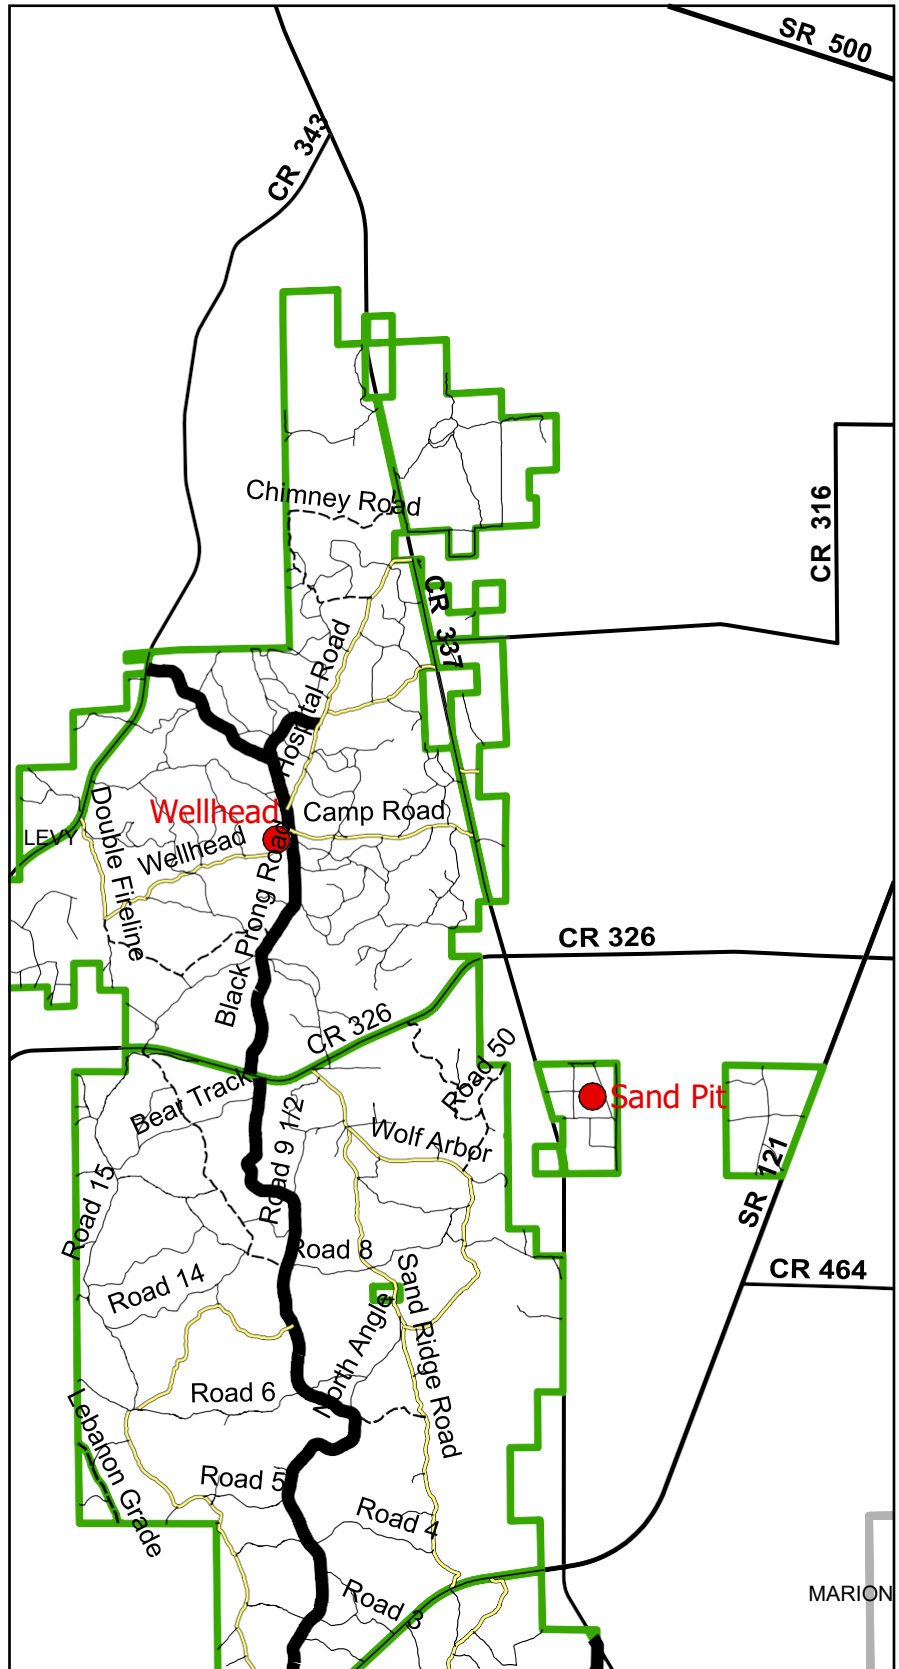 SR 500
CR 343
CR 316
Chimney Road
CR 337
Hospital Road
Wellhead
Camp Road
LEVY
Double Fireline
Wellhead
Black Prong Road
CR 326
CR 326
Road 50
Sand Pit
Bear Track
Road 9 1/2
Wolf Arbor
SR 121
Road 15
Road 8
CR 464
Road 14
Sand Ridge Road
North Angle
Road 6
Lebanon Grade
Road 5
Road 4
Road 3
MARION